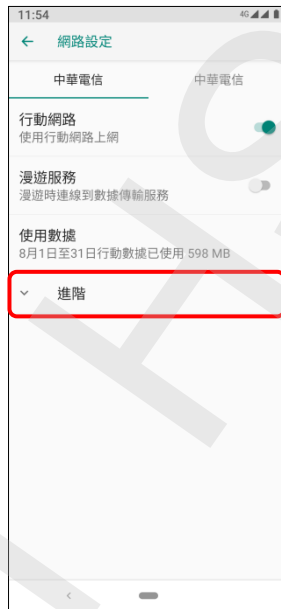 11:54 4G
網路設定
中華電信 中華電信
行動網路
使用行動網路上網
漫遊服務
漫遊時連線到數據傳輸服務
使用數據
8月1日至31日行動數據已使用 598 MB
進階